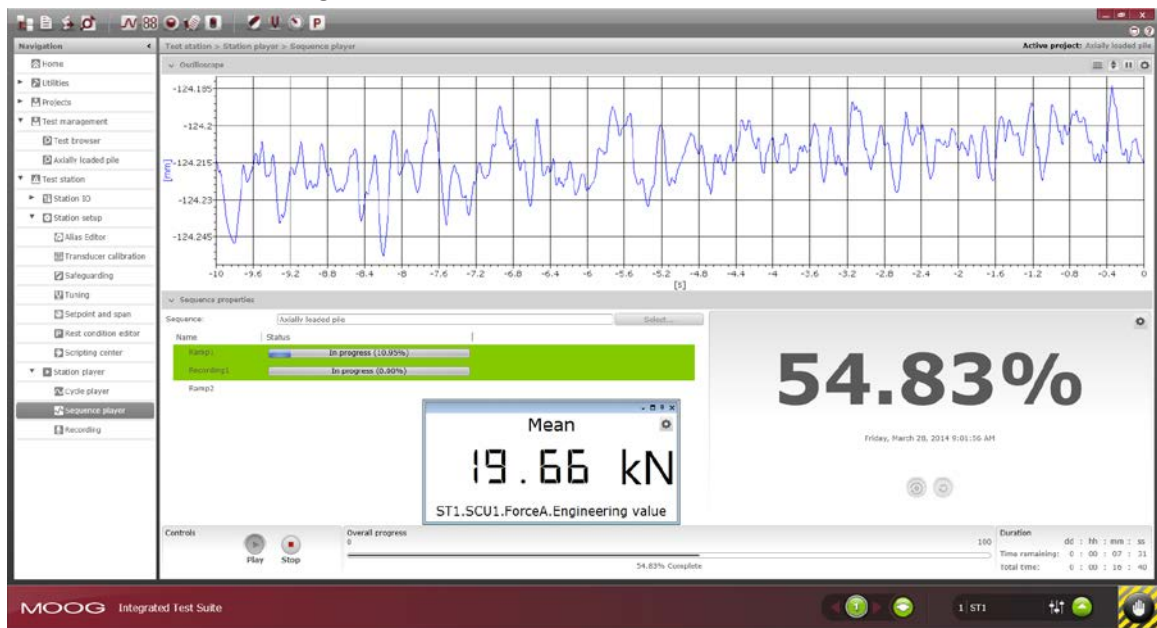 88
P
Navigation
Test station > Station player > Sequence player
Active project: Axially loaded pile
Home
Utilities
Projects
Test management
Test browser
Axially loaded pile
Test station
Station IO
Station setup
Alias Editor
Transducer calibration
Safeguarding
Tuning
Setpoint and span
Rest condition editor
Scripting center
Station player
Cycle player
Sequence player
Recording
Oscilloscope
-124.185
-124.2
-124.215
-124.23
-124.245
[mm]
-10 -9.6 -9.2 -8.8 -8.4 -8 -7.6 -7.2 -6.8 -6.4 -6 -5.6 -5.2 -4.8 -4.4 -4 -3.6 -3.2 -2.8 -2.4 -2 -1.6 -1.2 -0.8 -0.4 0
[s]
Sequence properties
Sequence: Axially loaded pile Select...
Name Status
Ramp1 In progress (10.95%)
Recording1 In progress (0.00%)
Ramp2
Mean
19.66 kN
ST1.SCU1.ForceA.Engineering value
54.83%
Friday, March 28, 2014 9:01:56 AM
Controls
Play Stop
Overall progress
0 100
54.83% Complete
Duration
dd : hh : mm : ss
Time remaining: 0 : 00 : 07 : 31
Total time: 0 : 00 : 16 : 40
MOOG Integrated Test Suite
1
1 ST1